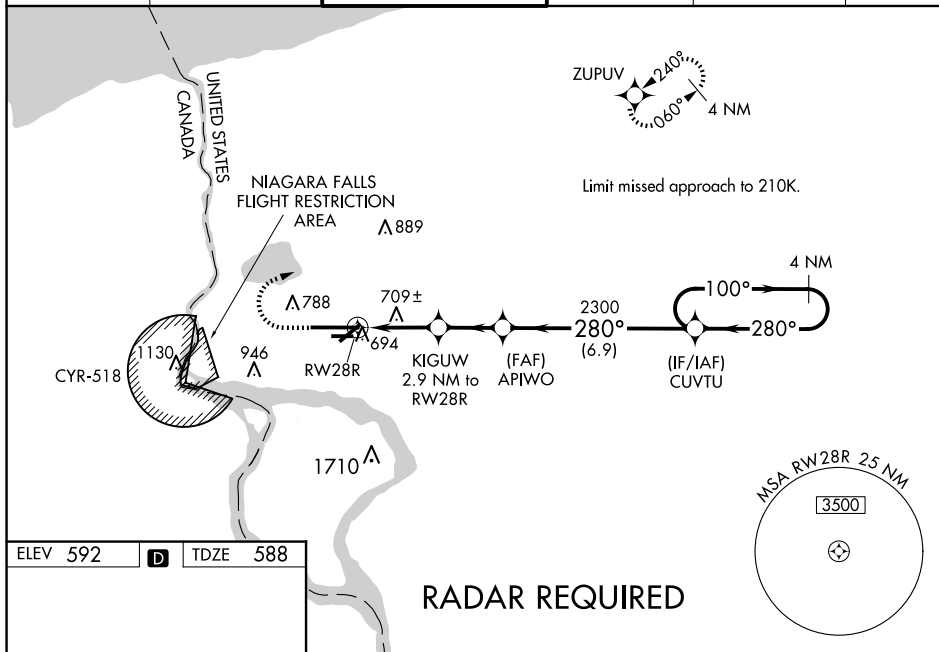 UNITED STATES
CANADA
ZUPUV
240°
060°
4 NM
Limit missed approach to 210K.
NIAGARA FALLS
FLIGHT RESTRICTION
AREA
889
4 NM
788
709±
2300
100°
280°
280°
(6.9)
694
1130
946
RW28R
KIGUW
2.9 NM to
RW28R
(FAF)
APIWO
(IF/IAF)
CUVTU
CYR-518
1710
MSA RW28R 25 NM
3500
ELEV 592
D
TDZE 588
RADAR REQUIRED